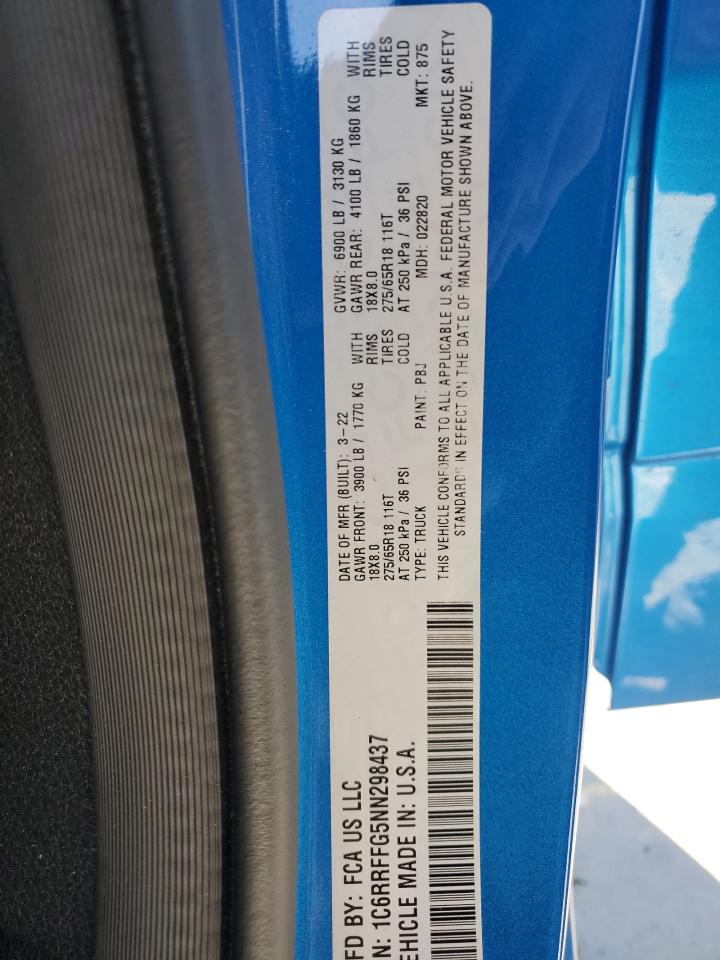 FD BY: FCA US LLC
N: 1C6RRFFG5NN298437
EHICLE MADE IN: U.S.A.
DATE OF MFR (BUILT): 3-22 GVWR: 6900 LB / 3130 KG
GAWR FRONT: 3900 LB / 1770 KG WITH GAWR REAR: 4100 LB / 1860 KG WITH
18X8.0 RIMS 18X8.0 RIMS
275/65R18 116T TIRES 275/65R18 116T TIRES
AT 250 kPa / 36 PSI COLD AT 250 kPa / 36 PSI COLD
TYPE: TRUCK PAINT: PBJ MDH: 022820 MKT: 875
THIS VEHICLE CONFORMS TO ALL APPLICABLE U.S.A. FEDERAL MOTOR VEHICLE SAFETY
STANDARDS IN EFFECT ON THE DATE OF MANUFACTURE SHOWN ABOVE.